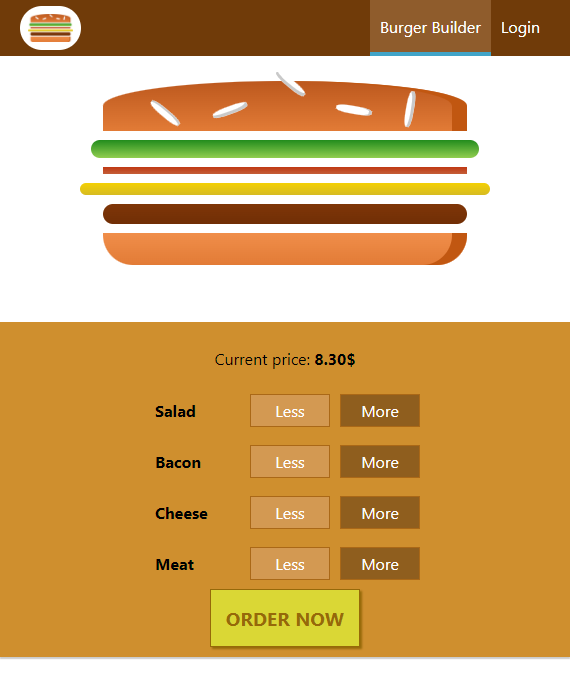 Burger Builder Login
Current price: 8.30$
Salad Less More
Bacon Less More
Cheese Less More
Meat Less More
ORDER NOW